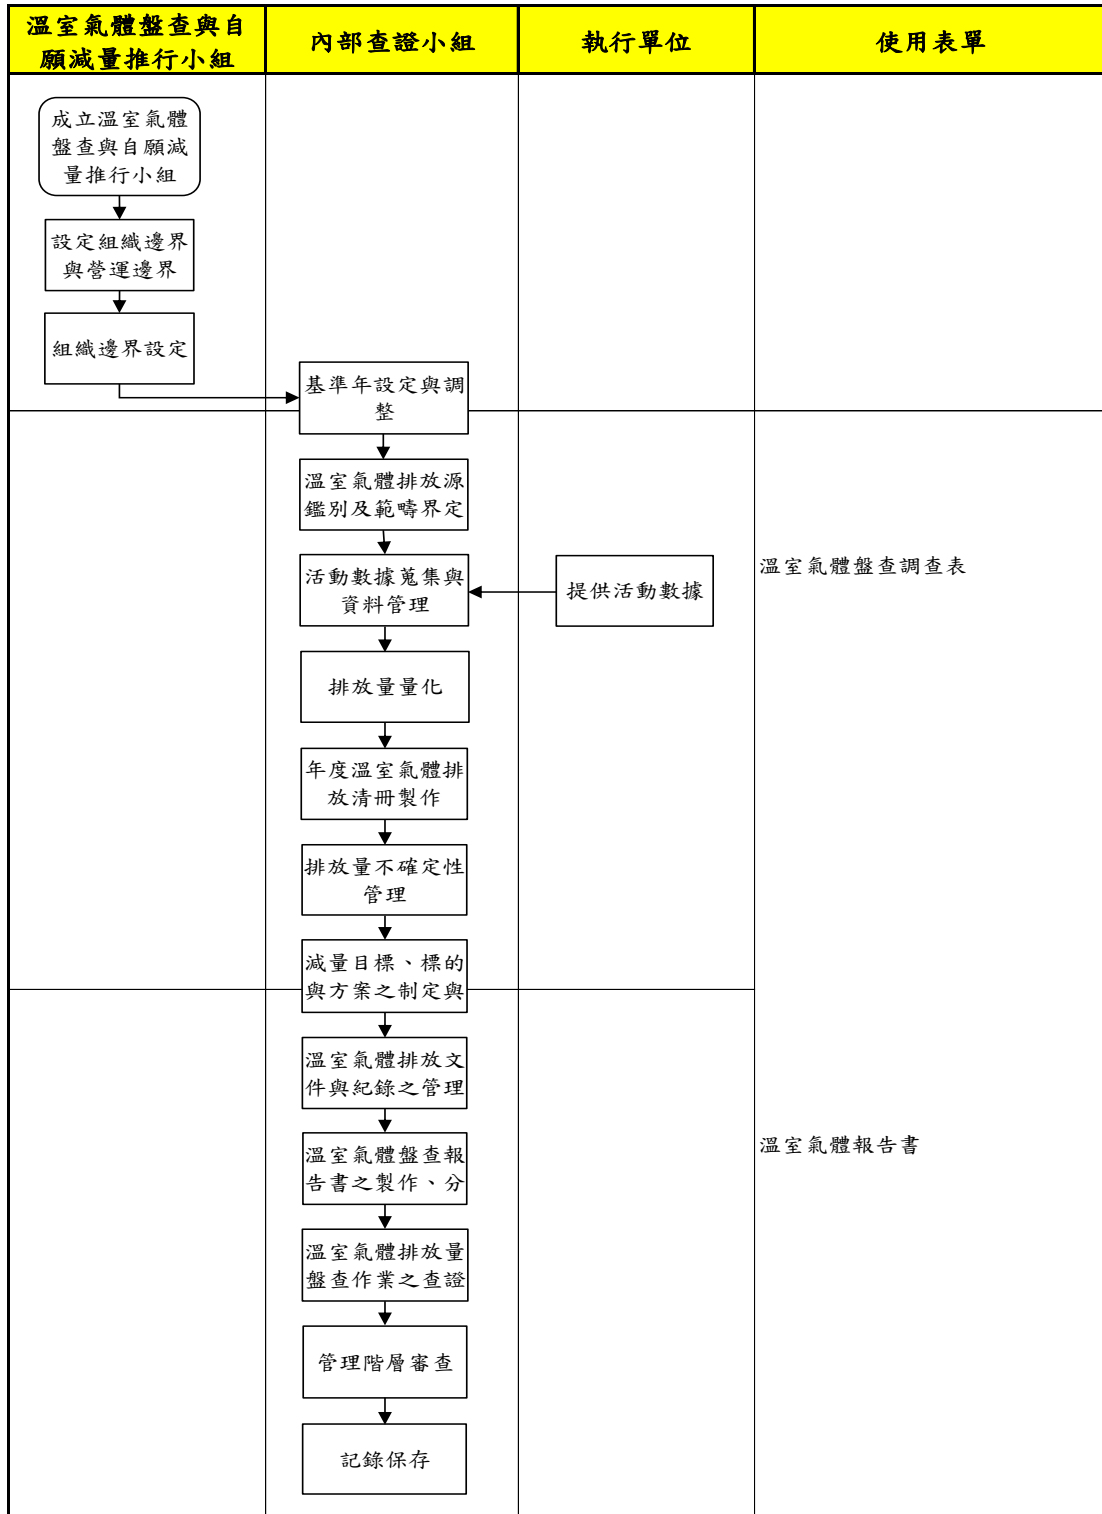 溫室氣體盤查與自
願減量推行小組
內部查證小組
執行單位
使用表單
成立溫室氣體
盤查與自願減
量推行小組
設定組織邊界
與營運邊界
組織邊界設定
基準年設定與調
整
溫室氣體排放源
鑑別及範疇界定
活動數據蒐集與
資料管理
提供活動數據
溫室氣體盤查調查表
排放量量化
年度溫室氣體排
放清冊製作
排放量不確定性
管理
減量目標、標的
與方案之制定與
溫室氣體排放文
件與紀錄之管理
溫室氣體盤查報
告書之製作、分
溫室氣體報告書
溫室氣體排放量
盤查作業之查證
管理階層審查
記錄保存